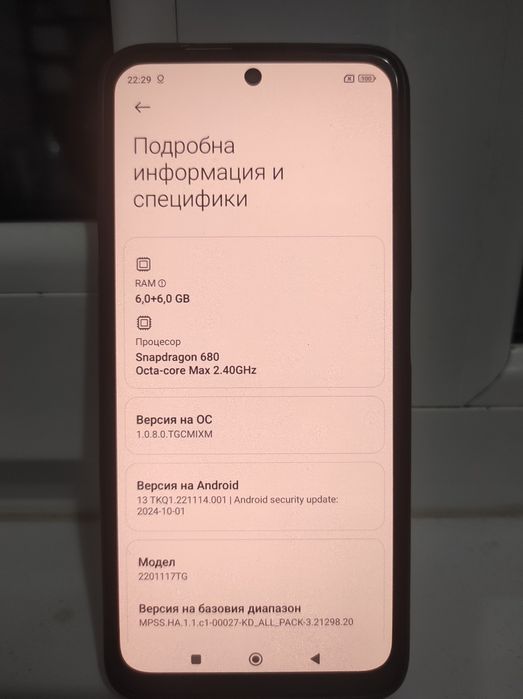 22:29
100
Подробна
информация и
спецификации
RAM
6,0+6,0 GB
Процесор
Snapdragon 680
Octa-core Max 2.40GHz
Версия на ОС
1.0.8.0.TGCMIXM
Версия на Android
13 TKQ1.221114.001 | Android security update:
2024-10-01
Модел
2201117TG
Версия на базовия диапазон
MPSS.HA.1.1.c1-00027-KD_ALL_PACK-3.21298.20